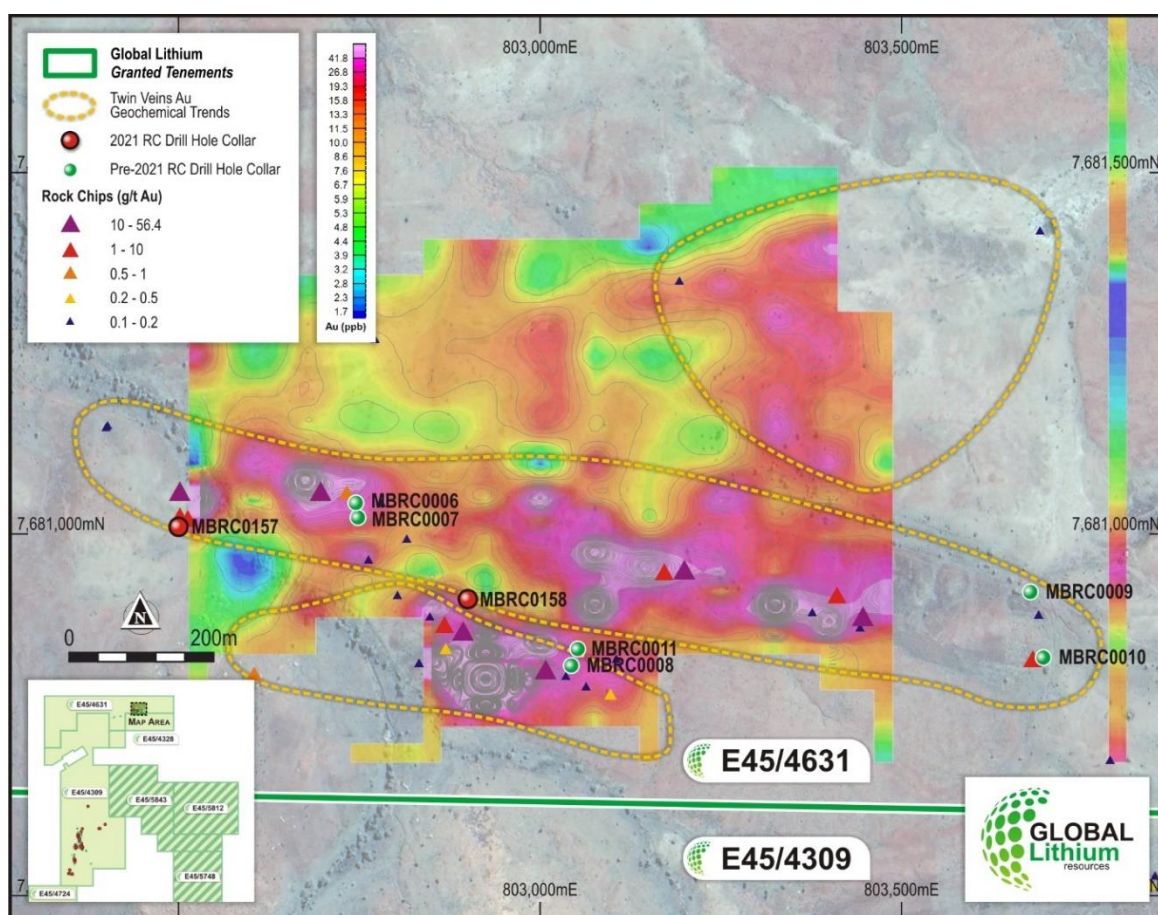 Global Lithium
Granted Tenements
Twin Veins Au
Geochemical Trends
2021 RC Drill Hole Collar
Pre-2021 RC Drill Hole Collar
Rock Chips (g/t Au)
10 - 56.4
1 - 10
0.5 - 1
0.2 - 0.5
0.1 - 0.2
41.8
26.8
19.3
15.8
13.3
11.5
10.0
8.6
7.6
6.7
5.9
5.3
4.8
4.4
3.9
3.2
2.8
2.3
1.7
Au (ppb)
803,000mE
803,500mE
7,
7,681,500mN
MBRC0006
MBRC0007
7,681,000mN
MBRC0157
7,681,000mN
MBRC0158
MBRC0009
MBRC0011
MBRC0008
MBRC0010
N
0
200m
E45/4631
MAP AREA
E45/4328
E45/4309
E45/5843
E45/5812
E45/5748
E45/4724
E45/4631
E45/4309
GLOBAL
Lithium
resources
7,
803,000mE
803,500mE
N